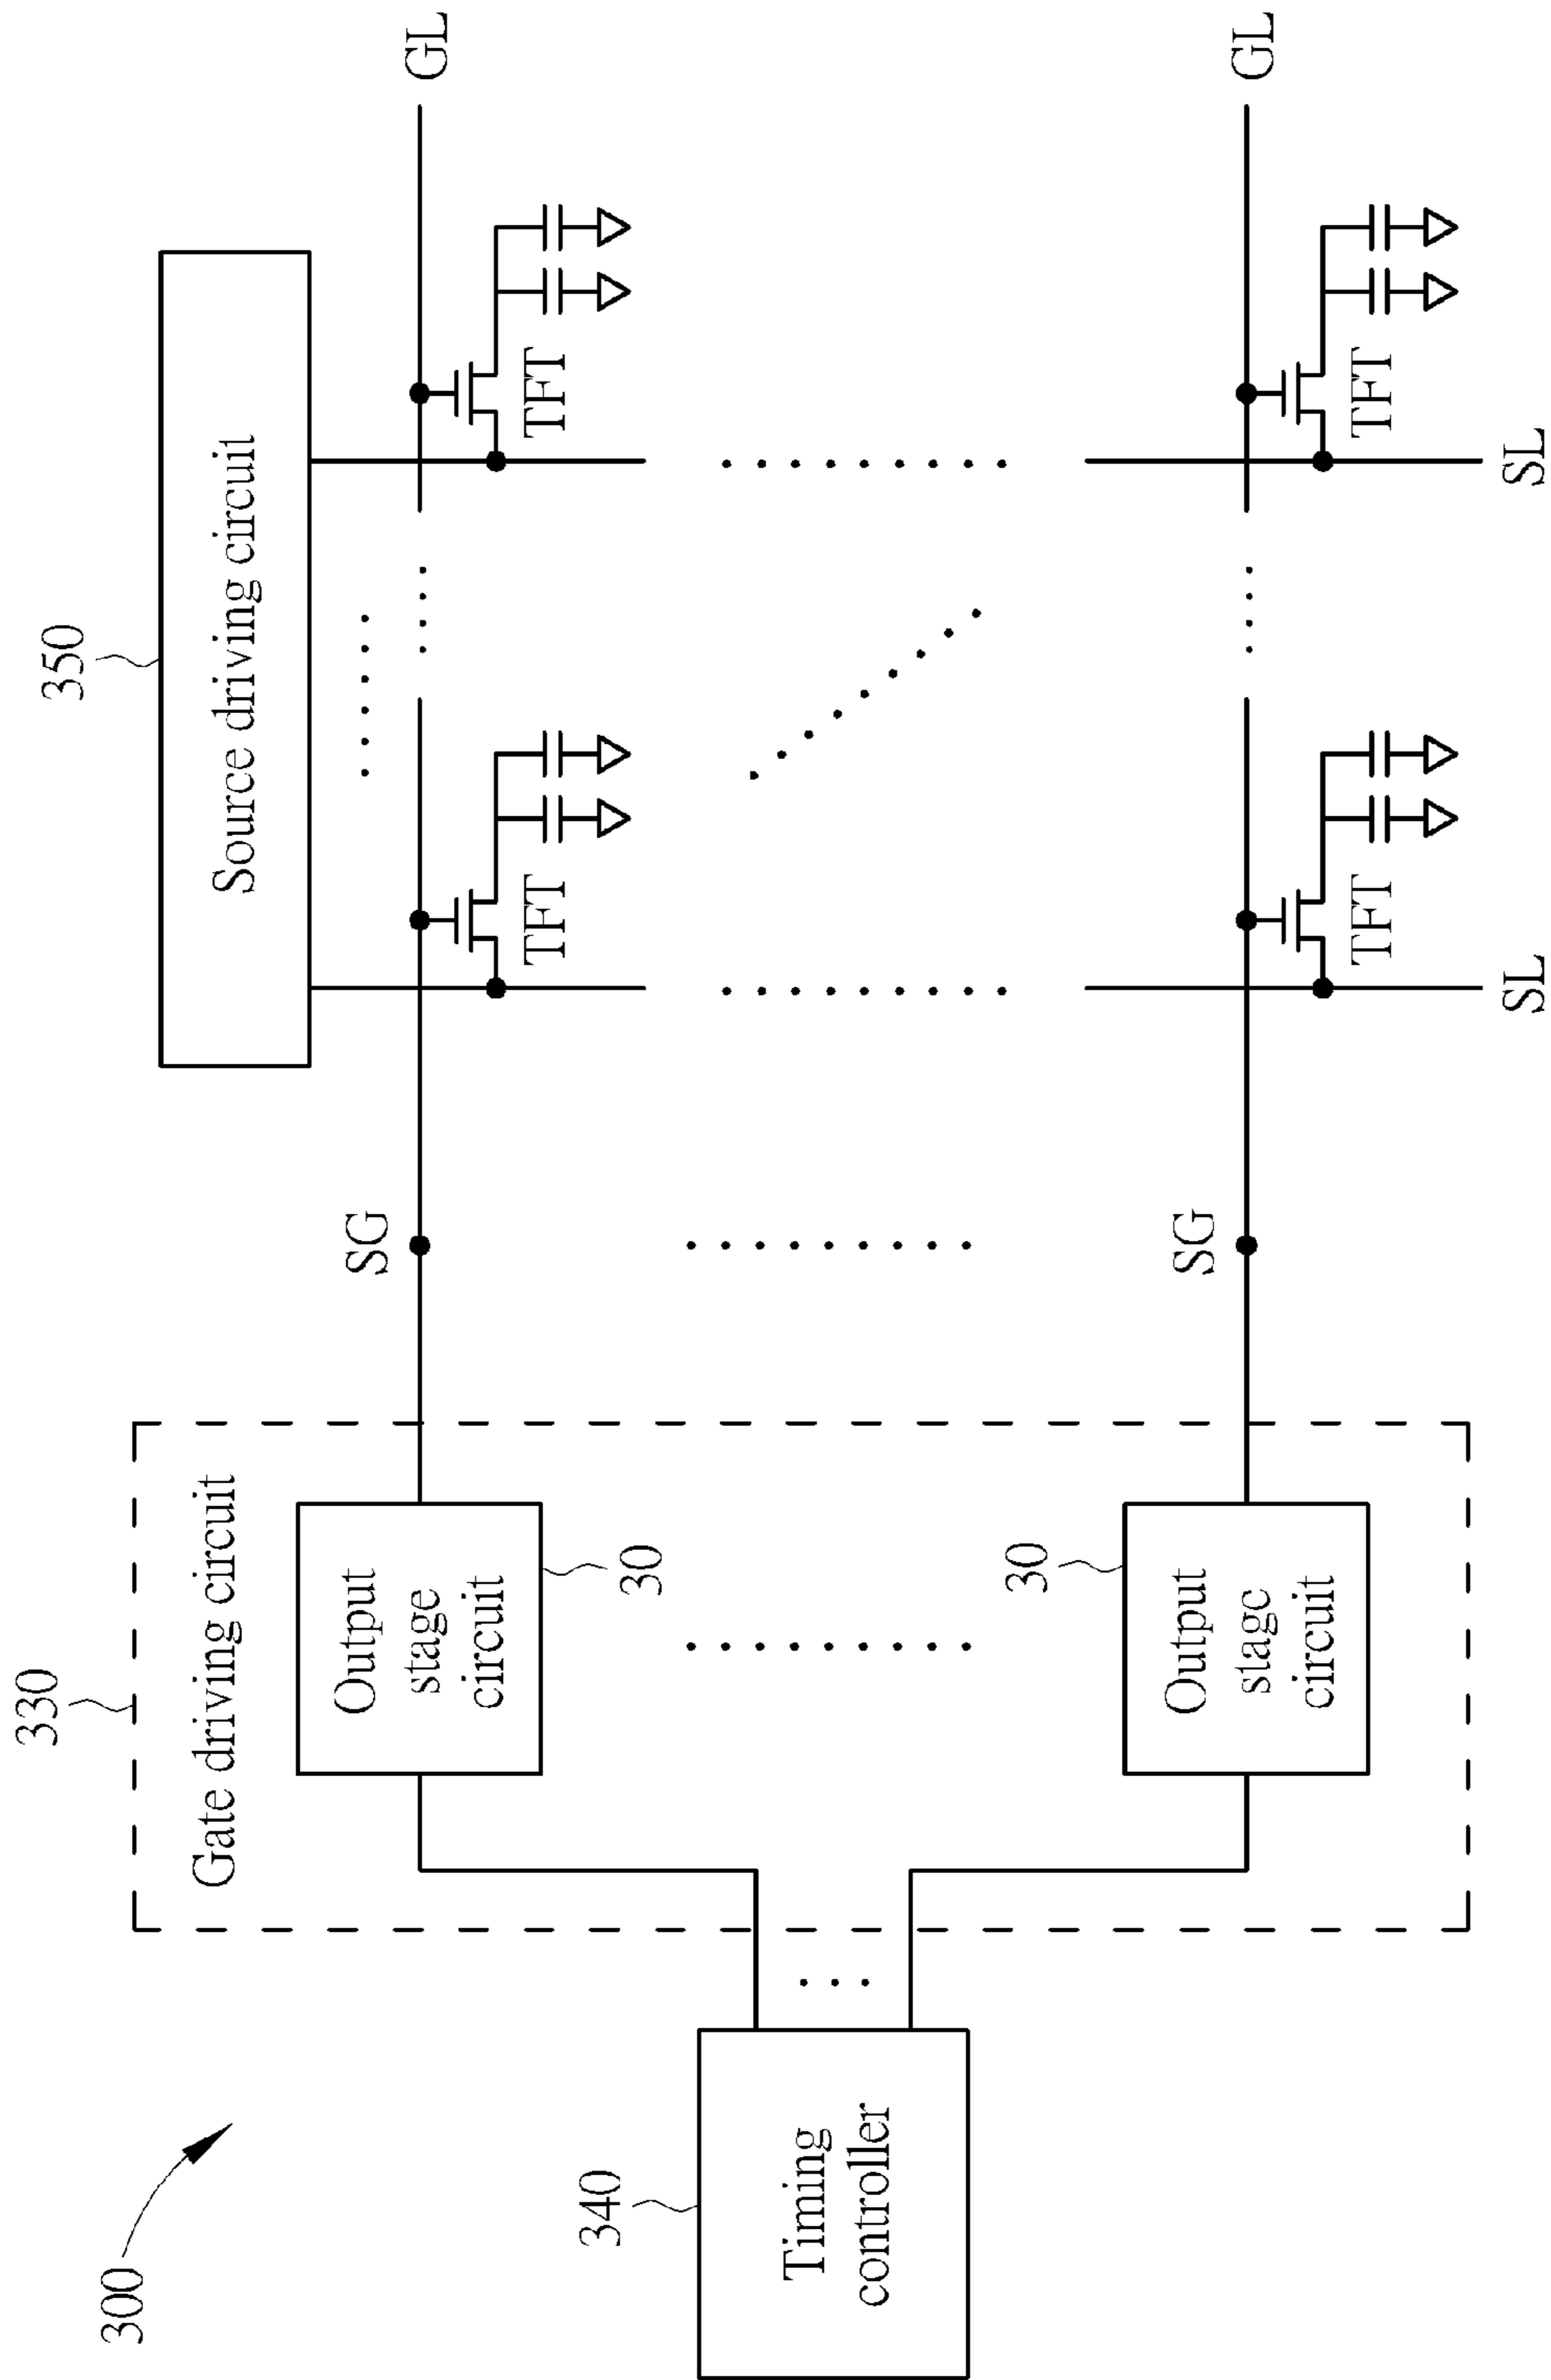 300
350
Source driving circuit
330
Gate driving circuit
SG
GL
Output
stage
circuit
30
TFT
TFT
340
Timing
controller
30
SG
GL
Output
stage
circuit
TFT
TFT
SL
SL